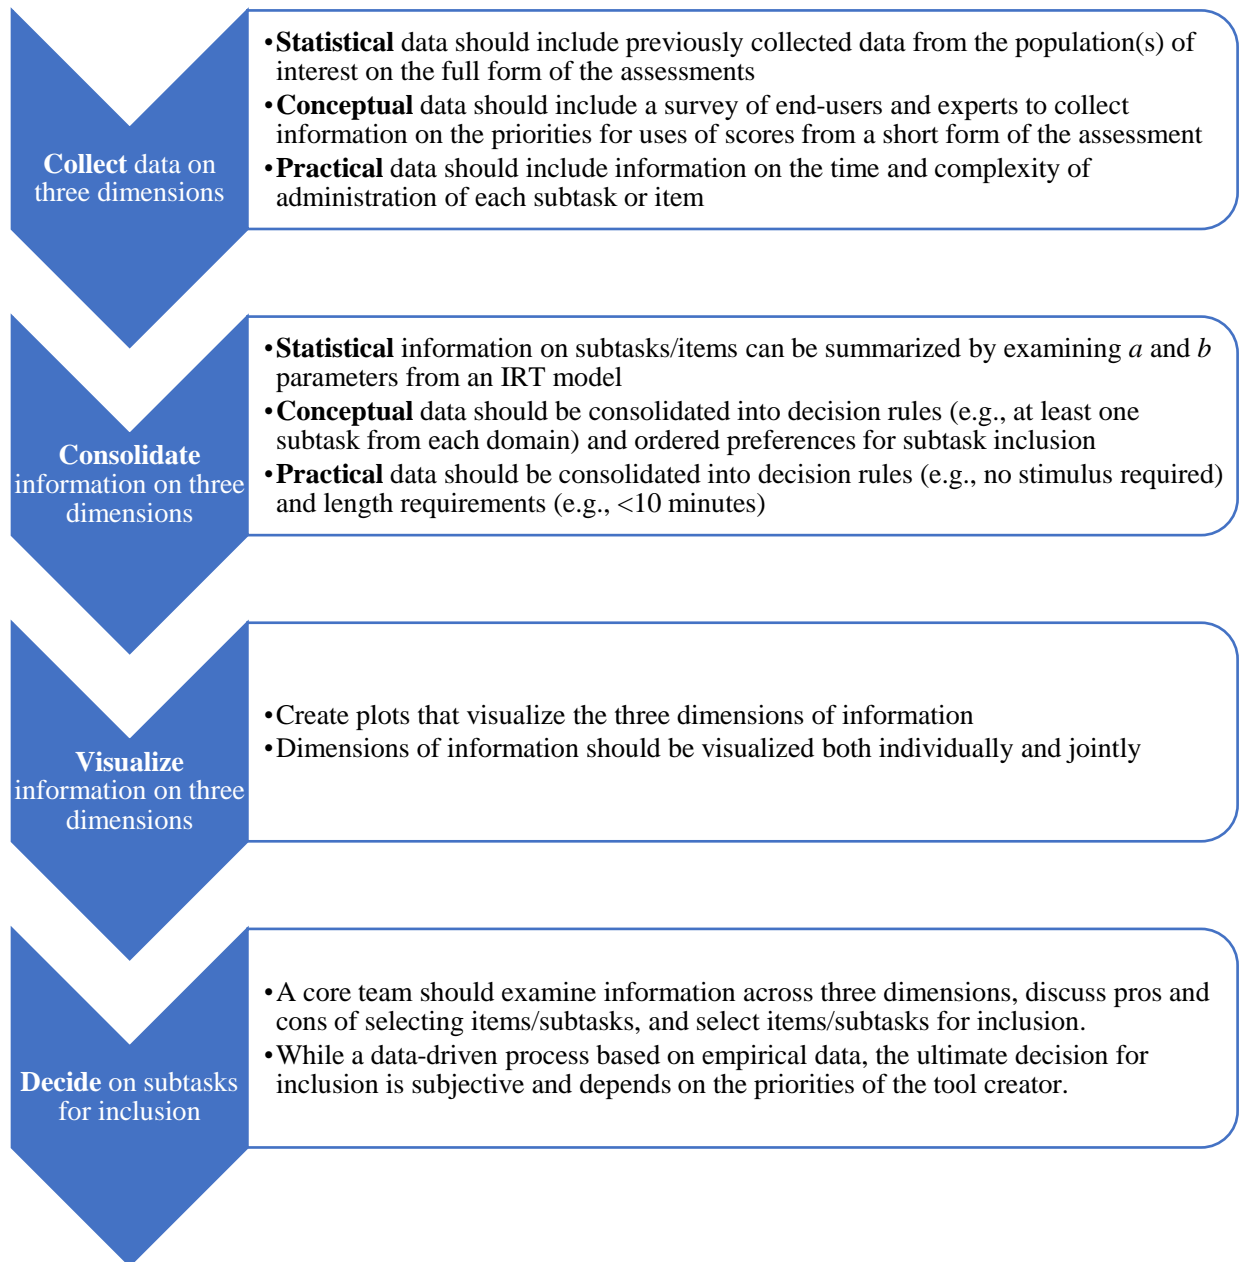 Collect data on
three dimensions
•Statistical data should include previously collected data from the population(s) of
interest on the full form of the assessments
•Conceptual data should include a survey of end-users and experts to collect
information on the priorities for uses of scores from a short form of the assessment
•Practical data should include information on the time and complexity of
administration of each subtask or item
Consolidate
information on three
dimensions
•Statistical information on subtasks/items can be summarized by examining a and b
parameters from an IRT model
•Conceptual data should be consolidated into decision rules (e.g., at least one
subtask from each domain) and ordered preferences for subtask inclusion
•Practical data should be consolidated into decision rules (e.g., no stimulus required)
and length requirements (e.g., <10 minutes)
Visualize
information on three
dimensions
•Create plots that visualize the three dimensions of information
•Dimensions of information should be visualized both individually and jointly
Decide on subtasks
for inclusion
•A core team should examine information across three dimensions, discuss pros and
cons of selecting items/subtasks, and select items/subtasks for inclusion.
•While a data-driven process based on empirical data, the ultimate decision for
inclusion is subjective and depends on the priorities of the tool creator.